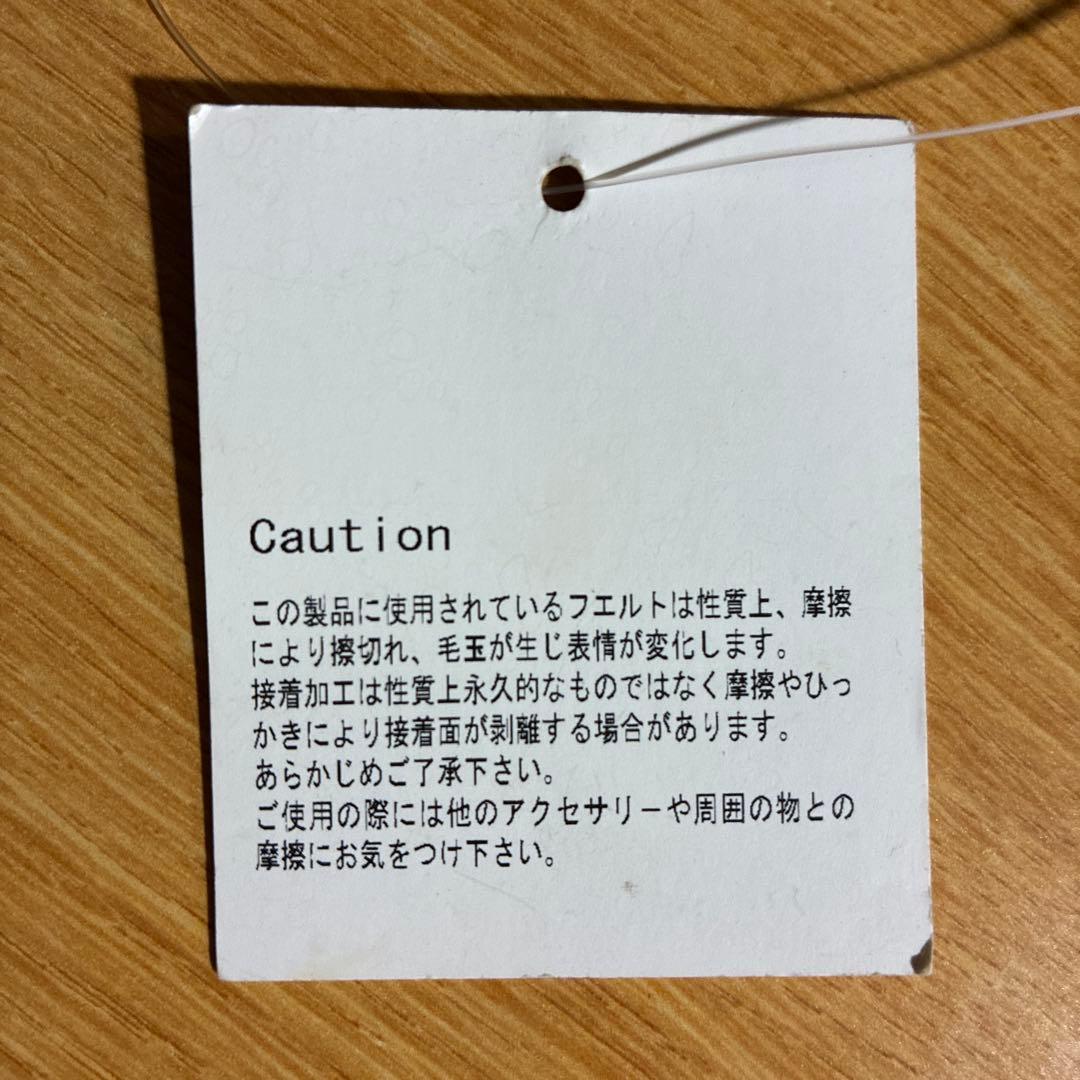 Caution
この製品に使用されているフエルトは性質上、摩擦
により擦切れ、毛玉が生じ表情が変化します。
接着加工は性質上永久的なものではなく摩擦やひっ
かきにより接着面が剥離する場合があります。
あらかじめご了承下さい。
ご使用の際には他のアクセサリーや周囲の物との
摩擦にお気をつけ下さい。